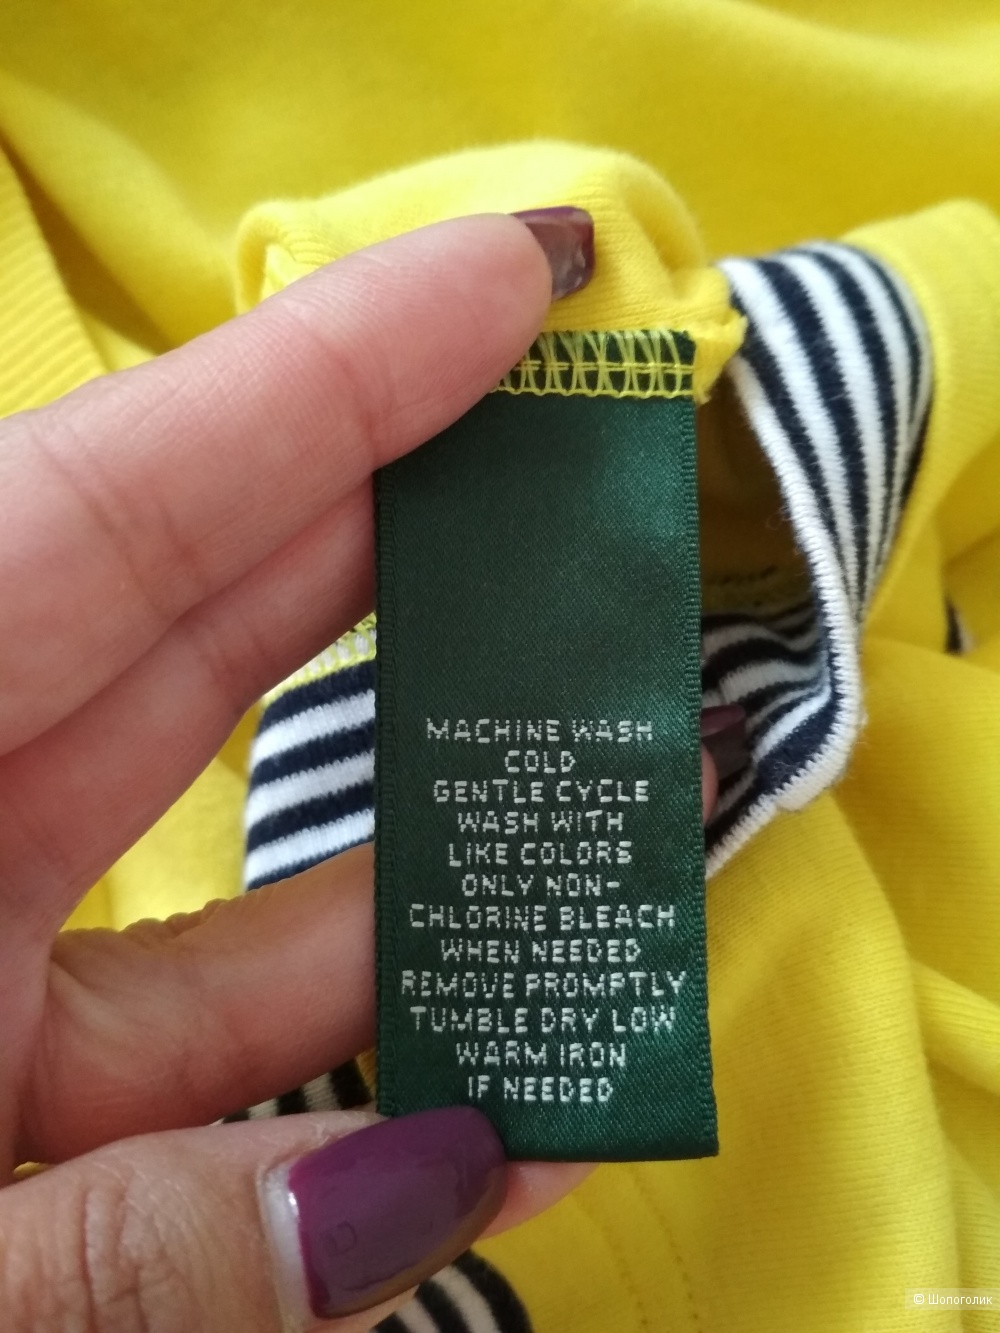 MACHINE WASH
COLD
GENTLE CYCLE
WASH WITH
LIKE COLORS
ONLY NON-
CHLORINE BLEACH
WHEN NEEDED
REMOVE PROMPTLY
TUMBLE DRY LOW
WARM IRON
IF NEEDED
© Шопоголик